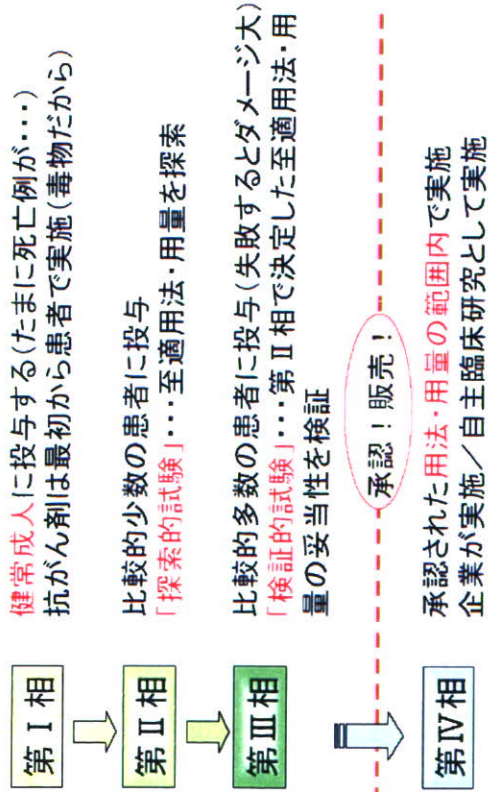 第Ⅰ相
健常成人に投与する(たまに死亡例が・・・)
抗がん剤は最初から患者で実施(毒物だから)
第Ⅱ相
比較的少数の患者に投与
「探索的試験」・・・至適用法・用量を探索
第Ⅲ相
比較的多数の患者に投与(失敗するとダメージ大)
「検証的試験」・・・第Ⅱ相で決定した至適用法・用
量の妥当性を検証
承認！販売！
第Ⅳ相
承認された用法・用量の範囲内で実施
企業が実施／自主臨床研究として実施